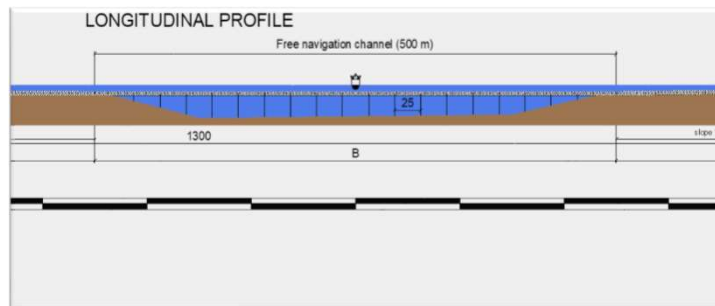 LONGITUDINAL PROFILE
Free navigation channel (500 m)
25
1300
slope
B